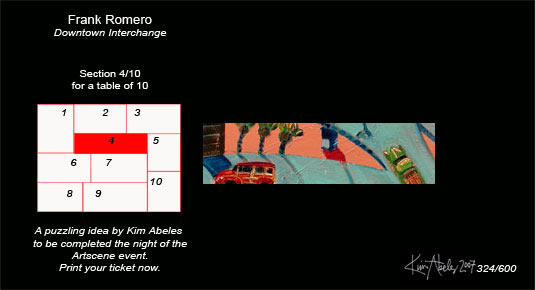 Frank Romero
Downtown Interchange
Section 4/10
for a table of 10
1 2 3
4 5
6 7
10
8 9
A puzzling idea by Kim Abeles
to be completed the night of the
Artscene event.
Print your ticket now.
Kim Abeles 2007 324/600